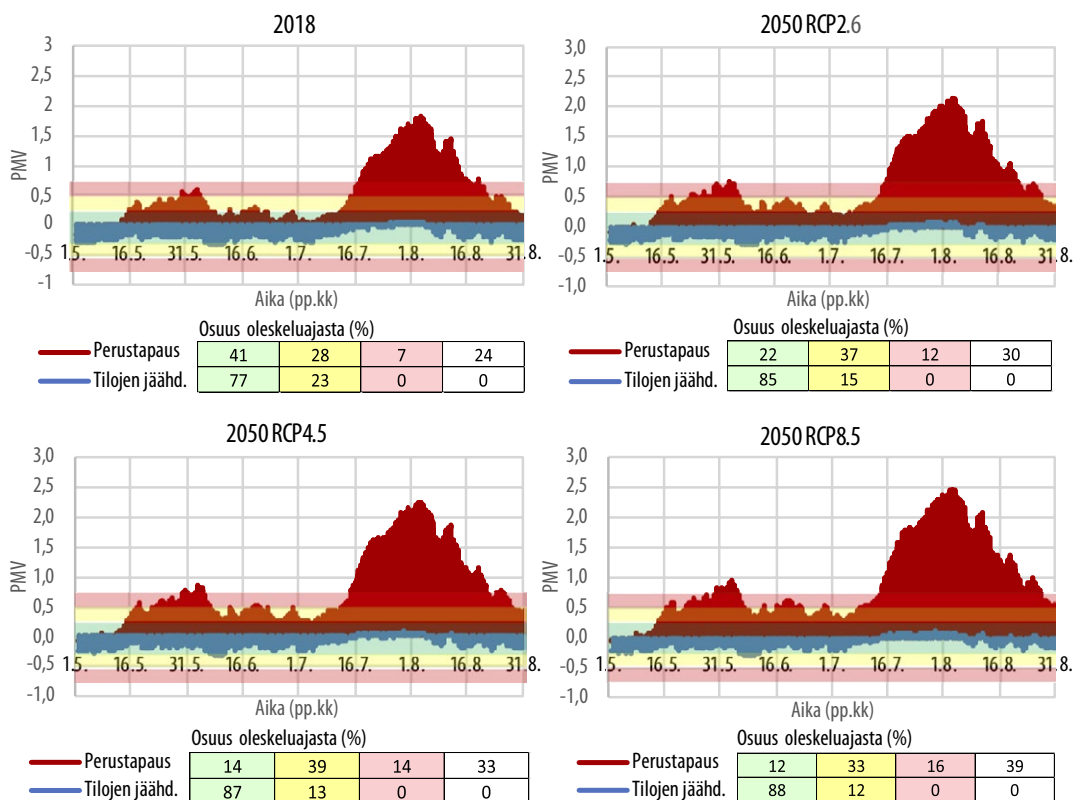 2018
3
2,5
2
1,5
1
0,5
0
-0,5
-1
PMV
1.5. 16.5. 31.5. 16.6. 1.7. 16.7. 1.8. 16.8. 31.8.
Aika (pp.kk)
Osuus oleskeluajasta (%)
Perustapaus 41 28 7 24
Tilojen jäähd. 77 23 0 0
2050 RCP2.6
3,0
2,5
2,0
1,5
1,0
0,5
0,0
-0,5
-1,0
PMV
1.5. 16.5. 31.5. 16.6. 1.7. 16.7. 1.8. 16.8. 31.8.
Aika (pp.kk)
Osuus oleskeluajasta (%)
Perustapaus 22 37 12 30
Tilojen jäähd. 85 15 0 0
2050 RCP4.5
3,0
2,5
2,0
1,5
1,0
0,5
0,0
-0,5
-1,0
PMV
1.5. 16.5. 31.5. 16.6. 1.7. 16.7. 1.8. 16.8. 31.8.
Aika (pp.kk)
Osuus oleskeluajasta (%)
Perustapaus 14 39 14 33
Tilojen jäähd. 87 13 0 0
2050 RCP8.5
3,0
2,5
2,0
1,5
1,0
0,5
0,0
-0,5
-1,0
PMV
1.5. 16.5. 31.5. 16.6. 1.7. 16.7. 1.8. 16.8. 31.8.
Aika (pp.kk)
Osuus oleskeluajasta (%)
Perustapaus 12 33 16 39
Tilojen jäähd. 88 12 0 0